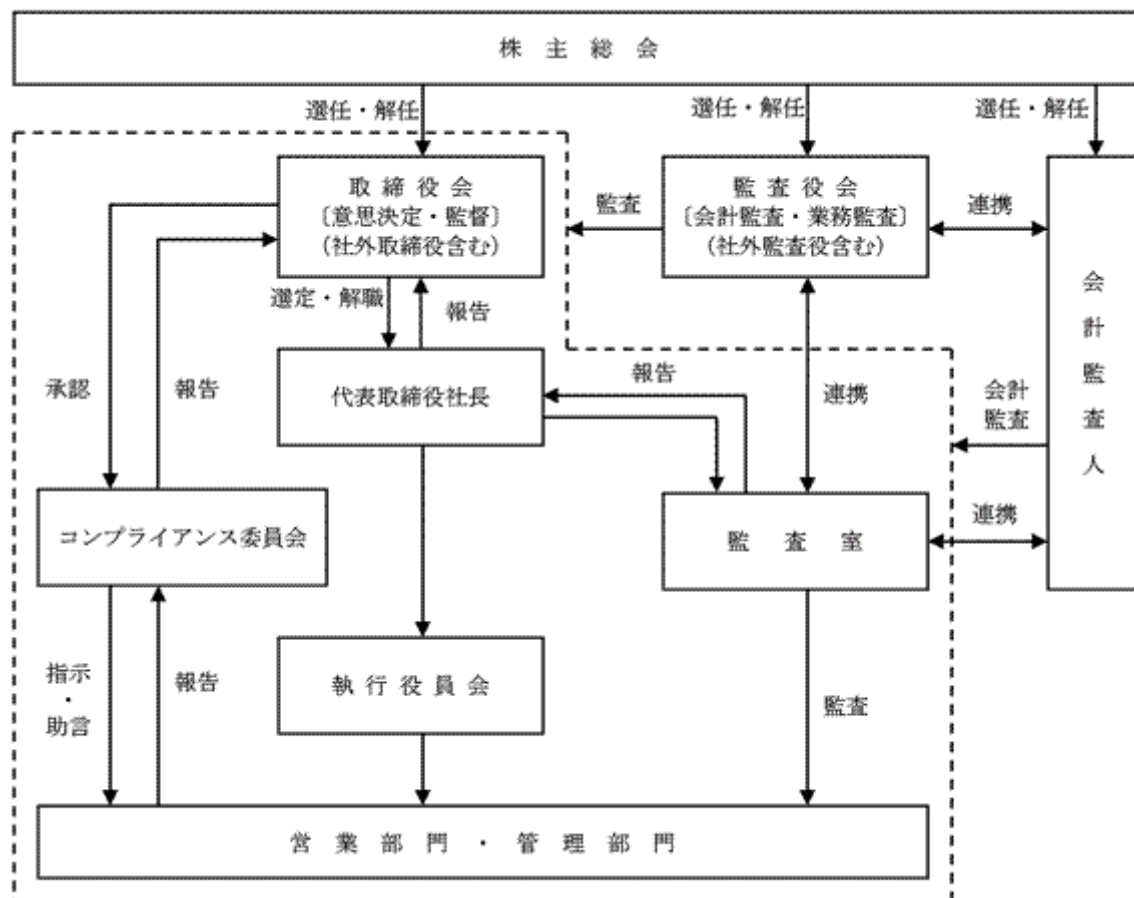 株主総会
選任・解任
選任・解任
選任・解任
取締役会
〔意思決定・監督〕
(社外取締役含む)
監査
監査役会
〔会計監査・業務監査〕
(社外監査役含む)
連携
会計監査人
選定・解職
報告
承認
報告
代表取締役社長
報告
連携
会計
監査
コンプライアンス委員会
監査室
連携
指示
・
助言
報告
執行役員会
監査
営業部門・管理部門